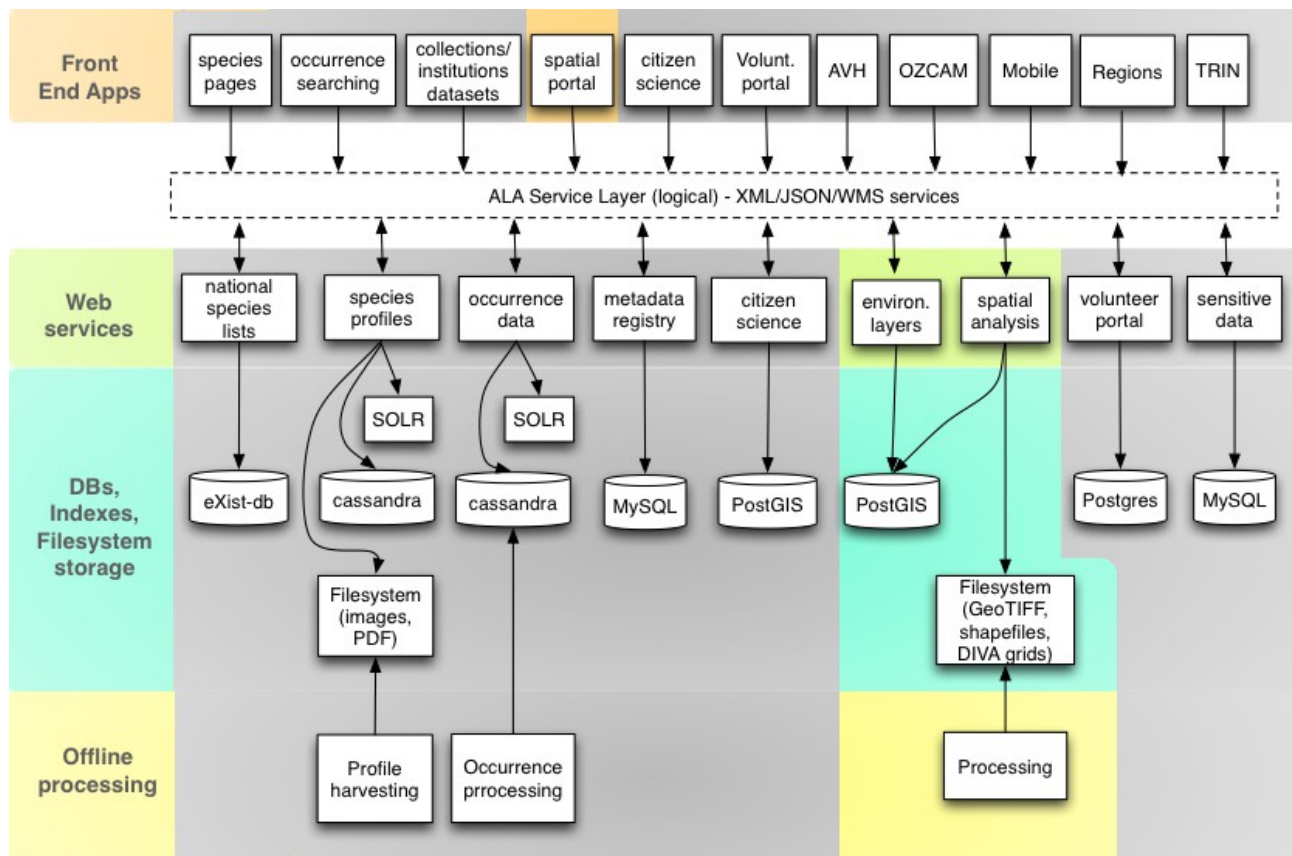 Front
End Apps
species
pages
occurrence
searching
collections/
institutions
datasets
spatial
portal
citizen
science
Volunt.
portal
AVH
OZCAM
Mobile
Regions
TRIN
ALA Service Layer (logical) - XML/JSON/WMS services
Web
services
national
species
lists
species
profiles
occurrence
data
metadata
registry
citizen
science
environ.
layers
spatial
analysis
volunteer
portal
sensitive
data
DBs,
Indexes,
Filesystem
storage
SOLR
SOLR
eXist-db
cassandra
cassandra
MySQL
PostGIS
PostGIS
Postgres
MySQL
Filesystem
(images,
PDF)
Filesystem
(GeoTIFF,
shapefiles,
DIVA grids)
Offline
processing
Profile
harvesting
Occurrence
prrocessing
Processing